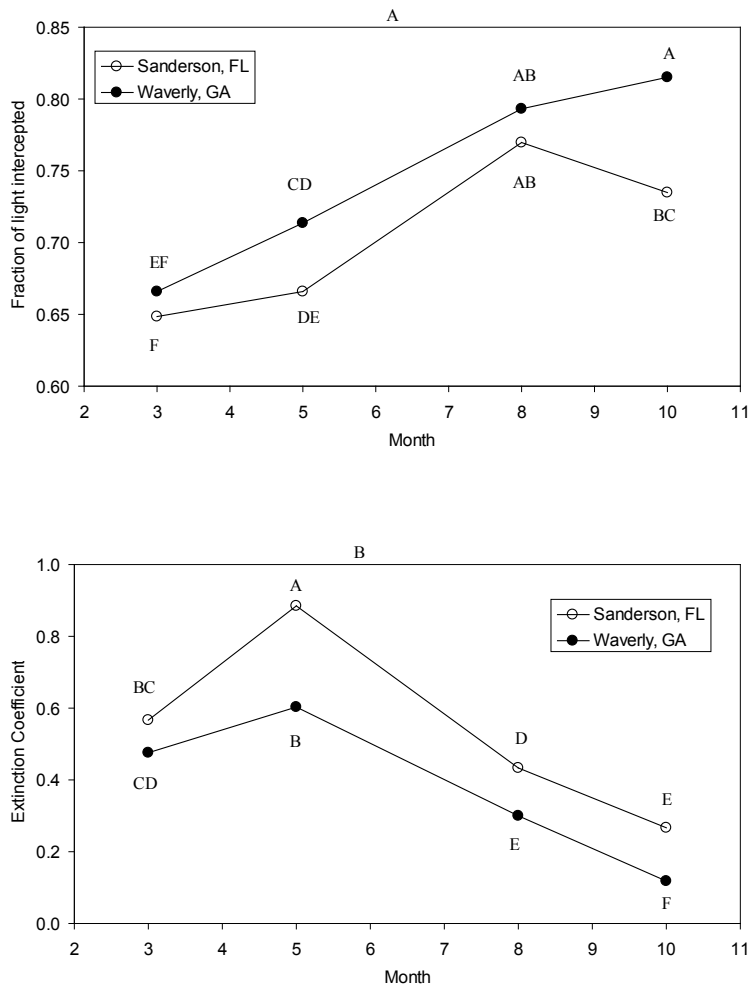 A
0.85
Sanderson, FL
Waverly, GA
A
AB
0.80
0.75
AB
CD
BC
0.70
EF
0.65
DE
F
0.60
2 3 4 5 6 7 8 9 10 11
Month
Fraction of light intercepted
B
1.0
A
Sanderson, FL
Waverly, GA
0.8
BC
0.6
D
B
0.4
CD
E
0.2
E
F
0.0
2 3 4 5 6 7 8 9 10 11
Month
Extinction Coefficient